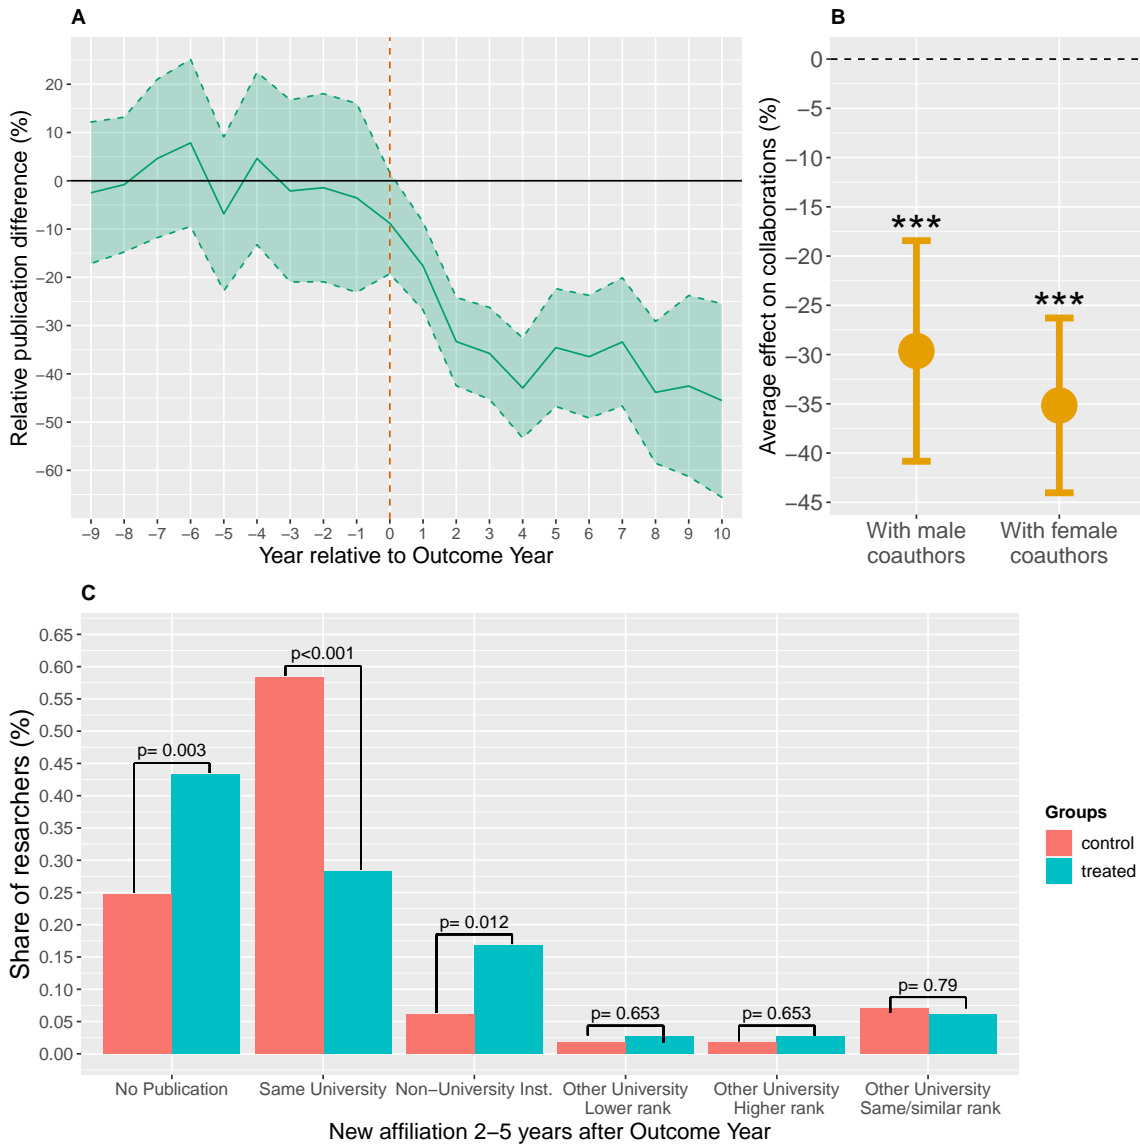 A
Relative publication difference (%)
20
10
0
−10
−20
−30
−40
−50
−60
−9 −8 −7 −6 −5 −4 −3 −2 −1 0 1 2 3 4 5 6 7 8 9 10
Year relative to Outcome Year
B
Average effect on collaborations (%)
0
−5
−10
−15
−20
−25
−30
−35
−40
−45
***
***
With male
coauthors
With female
coauthors
C
Share of resarchers (%)
0.65
0.60
0.55
0.50
0.45
0.40
0.35
0.30
0.25
0.20
0.15
0.10
0.05
0.00
p= 0.003
p<0.001
p= 0.012
p= 0.653
p= 0.653
p= 0.79
No Publication
Same University
Non−University Inst.
Other University
Lower rank
Other University
Higher rank
Other University
Same/similar rank
New affiliation 2−5 years after Outcome Year
Groups
control
treated